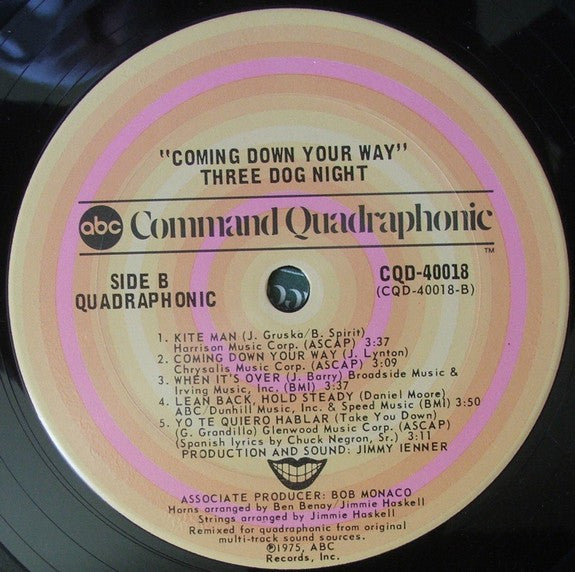 "COMING DOWN YOUR WAY"
THREE DOG NIGHT
abc Command Quadraphonic
TM
SIDE B
QUADRAPHONIC
CQD-40018
(CQD-40018-B)
1. KITE MAN (J. Gruska/B. Spirit)
Harrison Music Corp. (ASCAP) 3:37
2. COMING DOWN YOUR WAY (J. Lynton)
Chrysalis Music Corp. (ASCAP) 3:09
3. WHEN IT'S OVER (J. Barry) Broadside Music &
Irving Music, Inc. (BMI) 3:37
4. LEAN BACK, HOLD STEADY (Daniel Moore)
ABC/Dunhill Music, Inc. & Speed Music (BMI) 3:50
5. YO TE QUIERO HABLAR (Take You Down)
(G. Grandillo) Glenwood Music Corp. (ASCAP)
(Spanish lyrics by Chuck Negron, Sr.) 3:11
PRODUCTION AND SOUND: JIMMY IENNER
ASSOCIATE PRODUCER: BOB MONACO
Horns arranged by Ben Benay/Jimmie Haskell
Strings arranged by Jimmie Haskell
Remixed for quadraphonic from original
multi-track sound sources.
℗1975, ABC
Records, Inc.